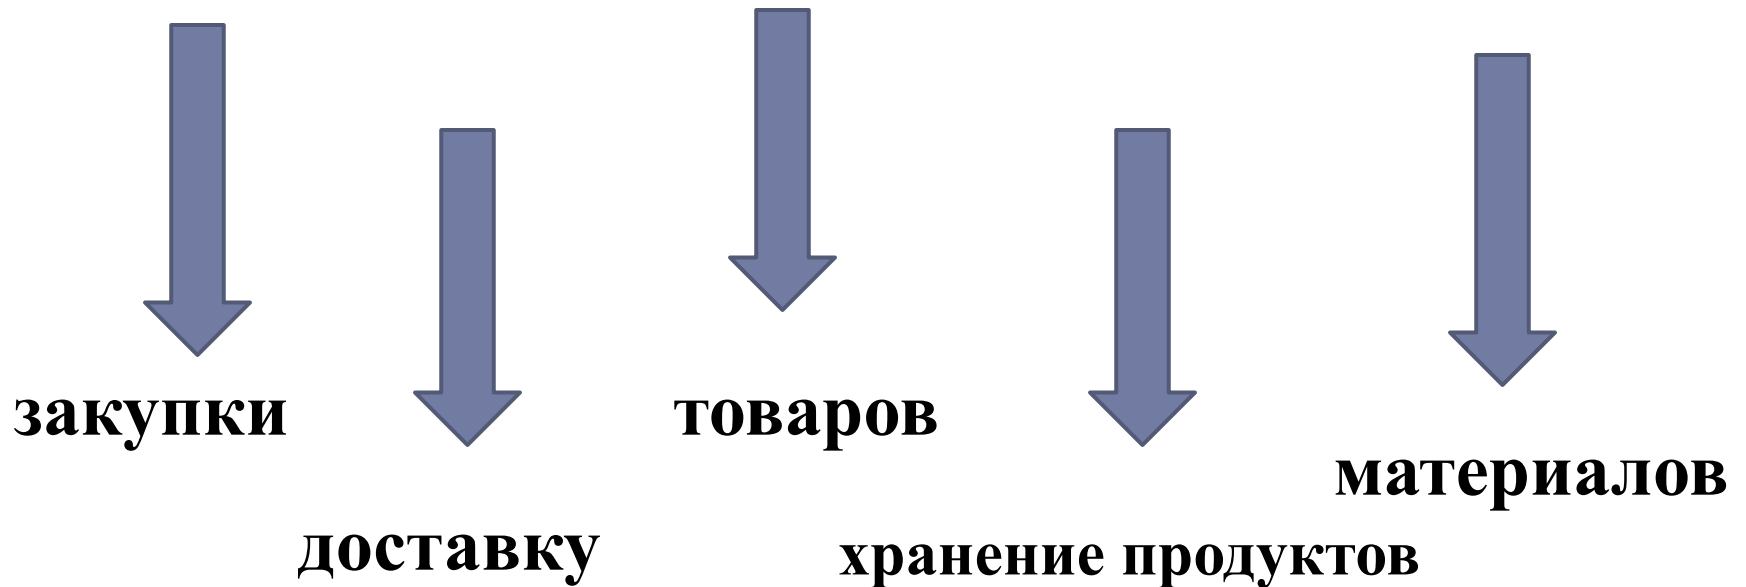 закупки
товаров
материалов
доставку
хранение продуктов